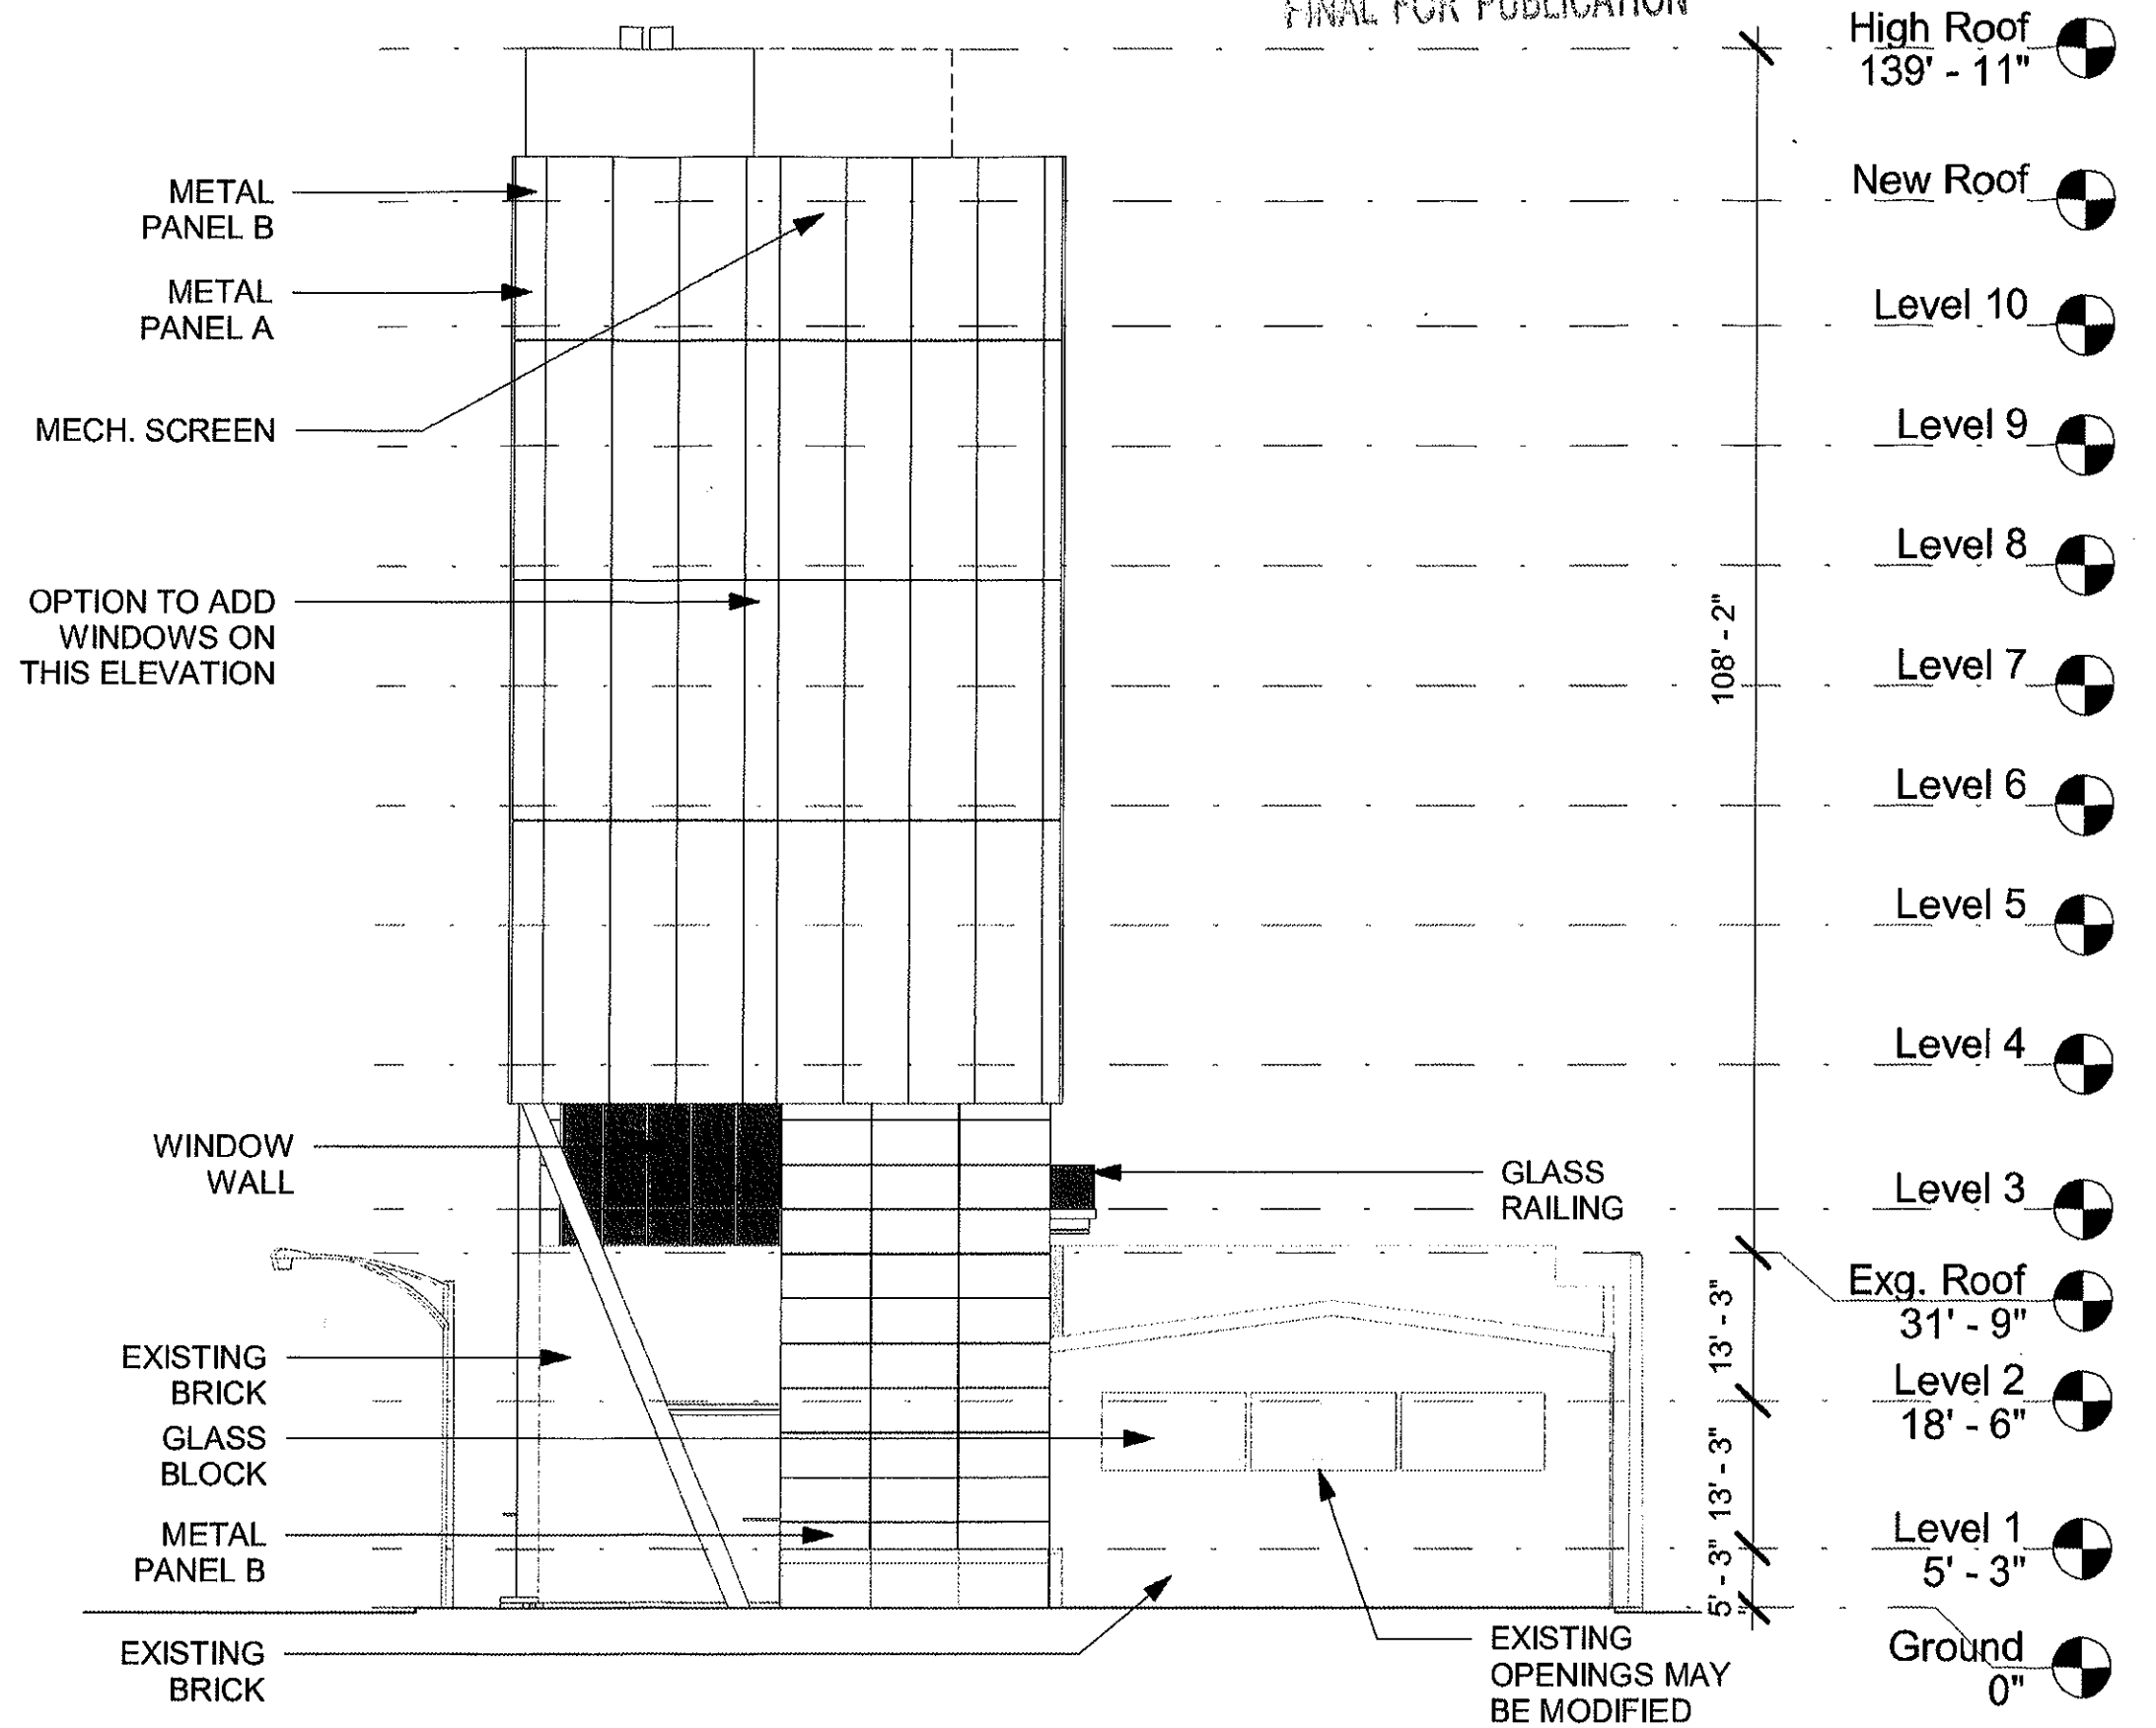 FINAL FOR PUBLICATION
High Roof
139' - 11"
METAL
PANEL B
New Roof
METAL
PANEL A
Level 10
MECH. SCREEN
Level 9
OPTION TO ADD
WINDOWS ON
THIS ELEVATION
Level 8
108' - 2"
Level 7
Level 6
Level 5
Level 4
WINDOW
WALL
GLASS
RAILING
Level 3
Exg. Roof
31' - 9"
13' - 3"
EXISTING
BRICK
Level 2
18' - 6"
GLASS
BLOCK
13' - 3"
METAL
PANEL B
Level 1
5' - 3"
5' - 3"
EXISTING
BRICK
EXISTING
OPENINGS MAY
BE MODIFIED
Ground
0"